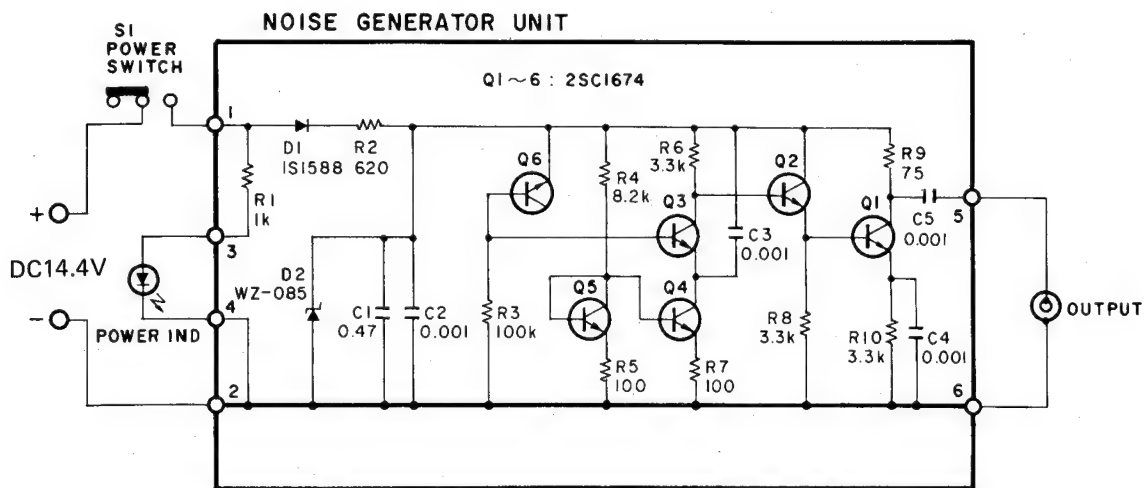 NOISE GENERATOR UNIT
S1
POWER
SWITCH
Q1~6 : 2SC1674
1
D1
1S1588
R2
620
Q6
R4
8.2k
R6
3.3k
Q2
R9
75
R1
1k
Q3
Q1
C5
0.001
5
+
3
C3
0.001
DC14.4V
D2
WZ-085
Q5
Q4
4
C1
0.47
C2
0.001
R3
100k
R8
3.3k
R10
3.3k
C4
0.001
OUTPUT
−
POWER IND
R5
100
R7
100
2
6